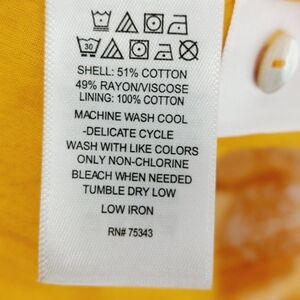 30
SHELL: 51% COTTON
49% RAYON/VISCOSE
LINING: 100% COTTON
MACHINE WASH COOL
-DELICATE CYCLE
WASH WITH LIKE COLORS
ONLY NON-CHLORINE
BLEACH WHEN NEEDED
TUMBLE DRY LOW
LOW IRON
RN# 75343